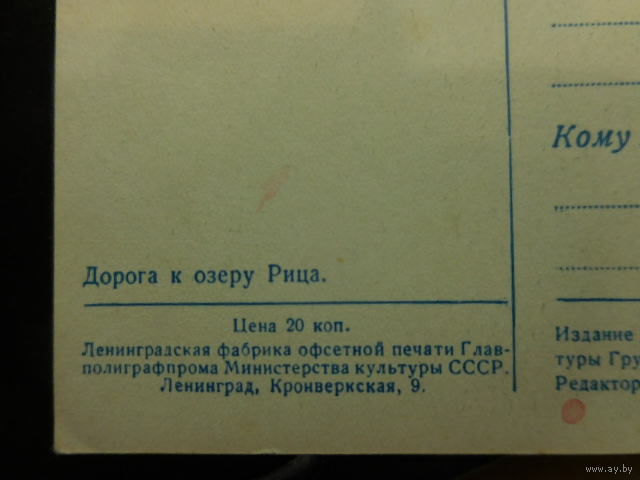 Кому
Дорога к озеру Рица.
Цена 20 коп.
Ленинградская фабрика офсетной печати Глав-
полиграфпрома Министерства культуры СССР.
Ленинград, Кронверкская, 9.
Издание
туры Гру
Редактор
www.ay.by